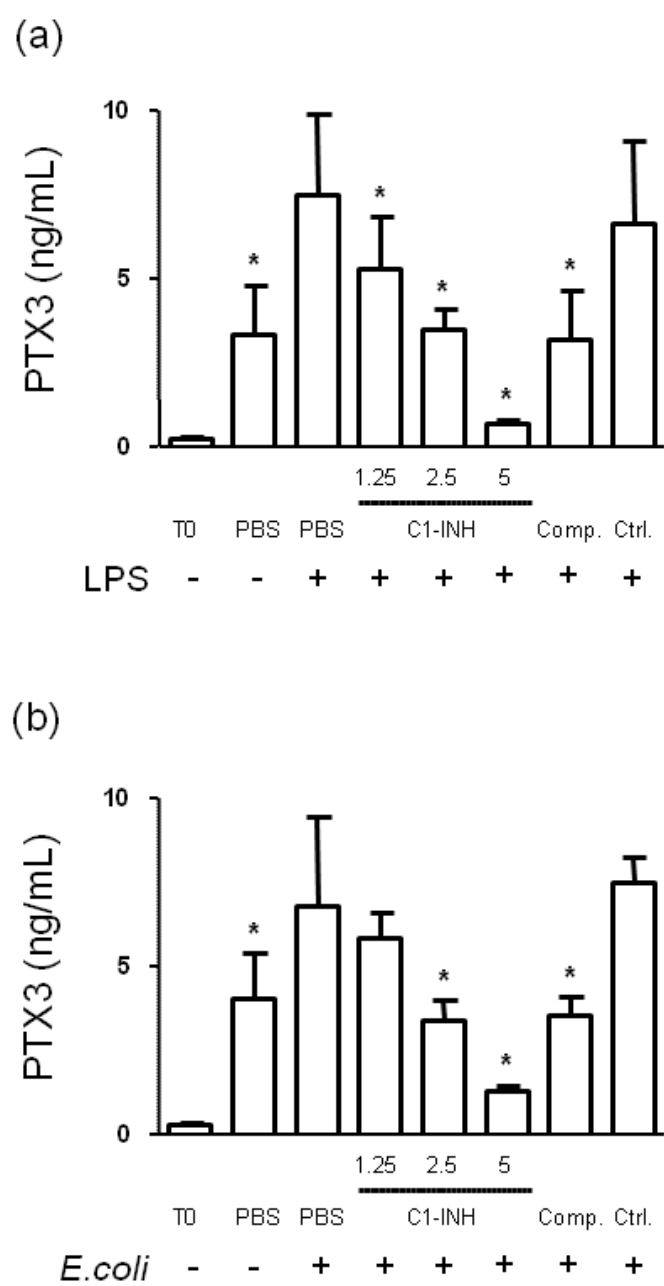 (a)
10
5
0
PTX3 (ng/mL)
* * * * *
1.25 2.5 5
T0 PBS PBS C1-INH Comp. Ctrl.
LPS - - + + + + + +
(b)
10
5
0
PTX3 (ng/mL)
* * * *
1.25 2.5 5
T0 PBS PBS C1-INH Comp. Ctrl.
E.coli - - + + + + + +